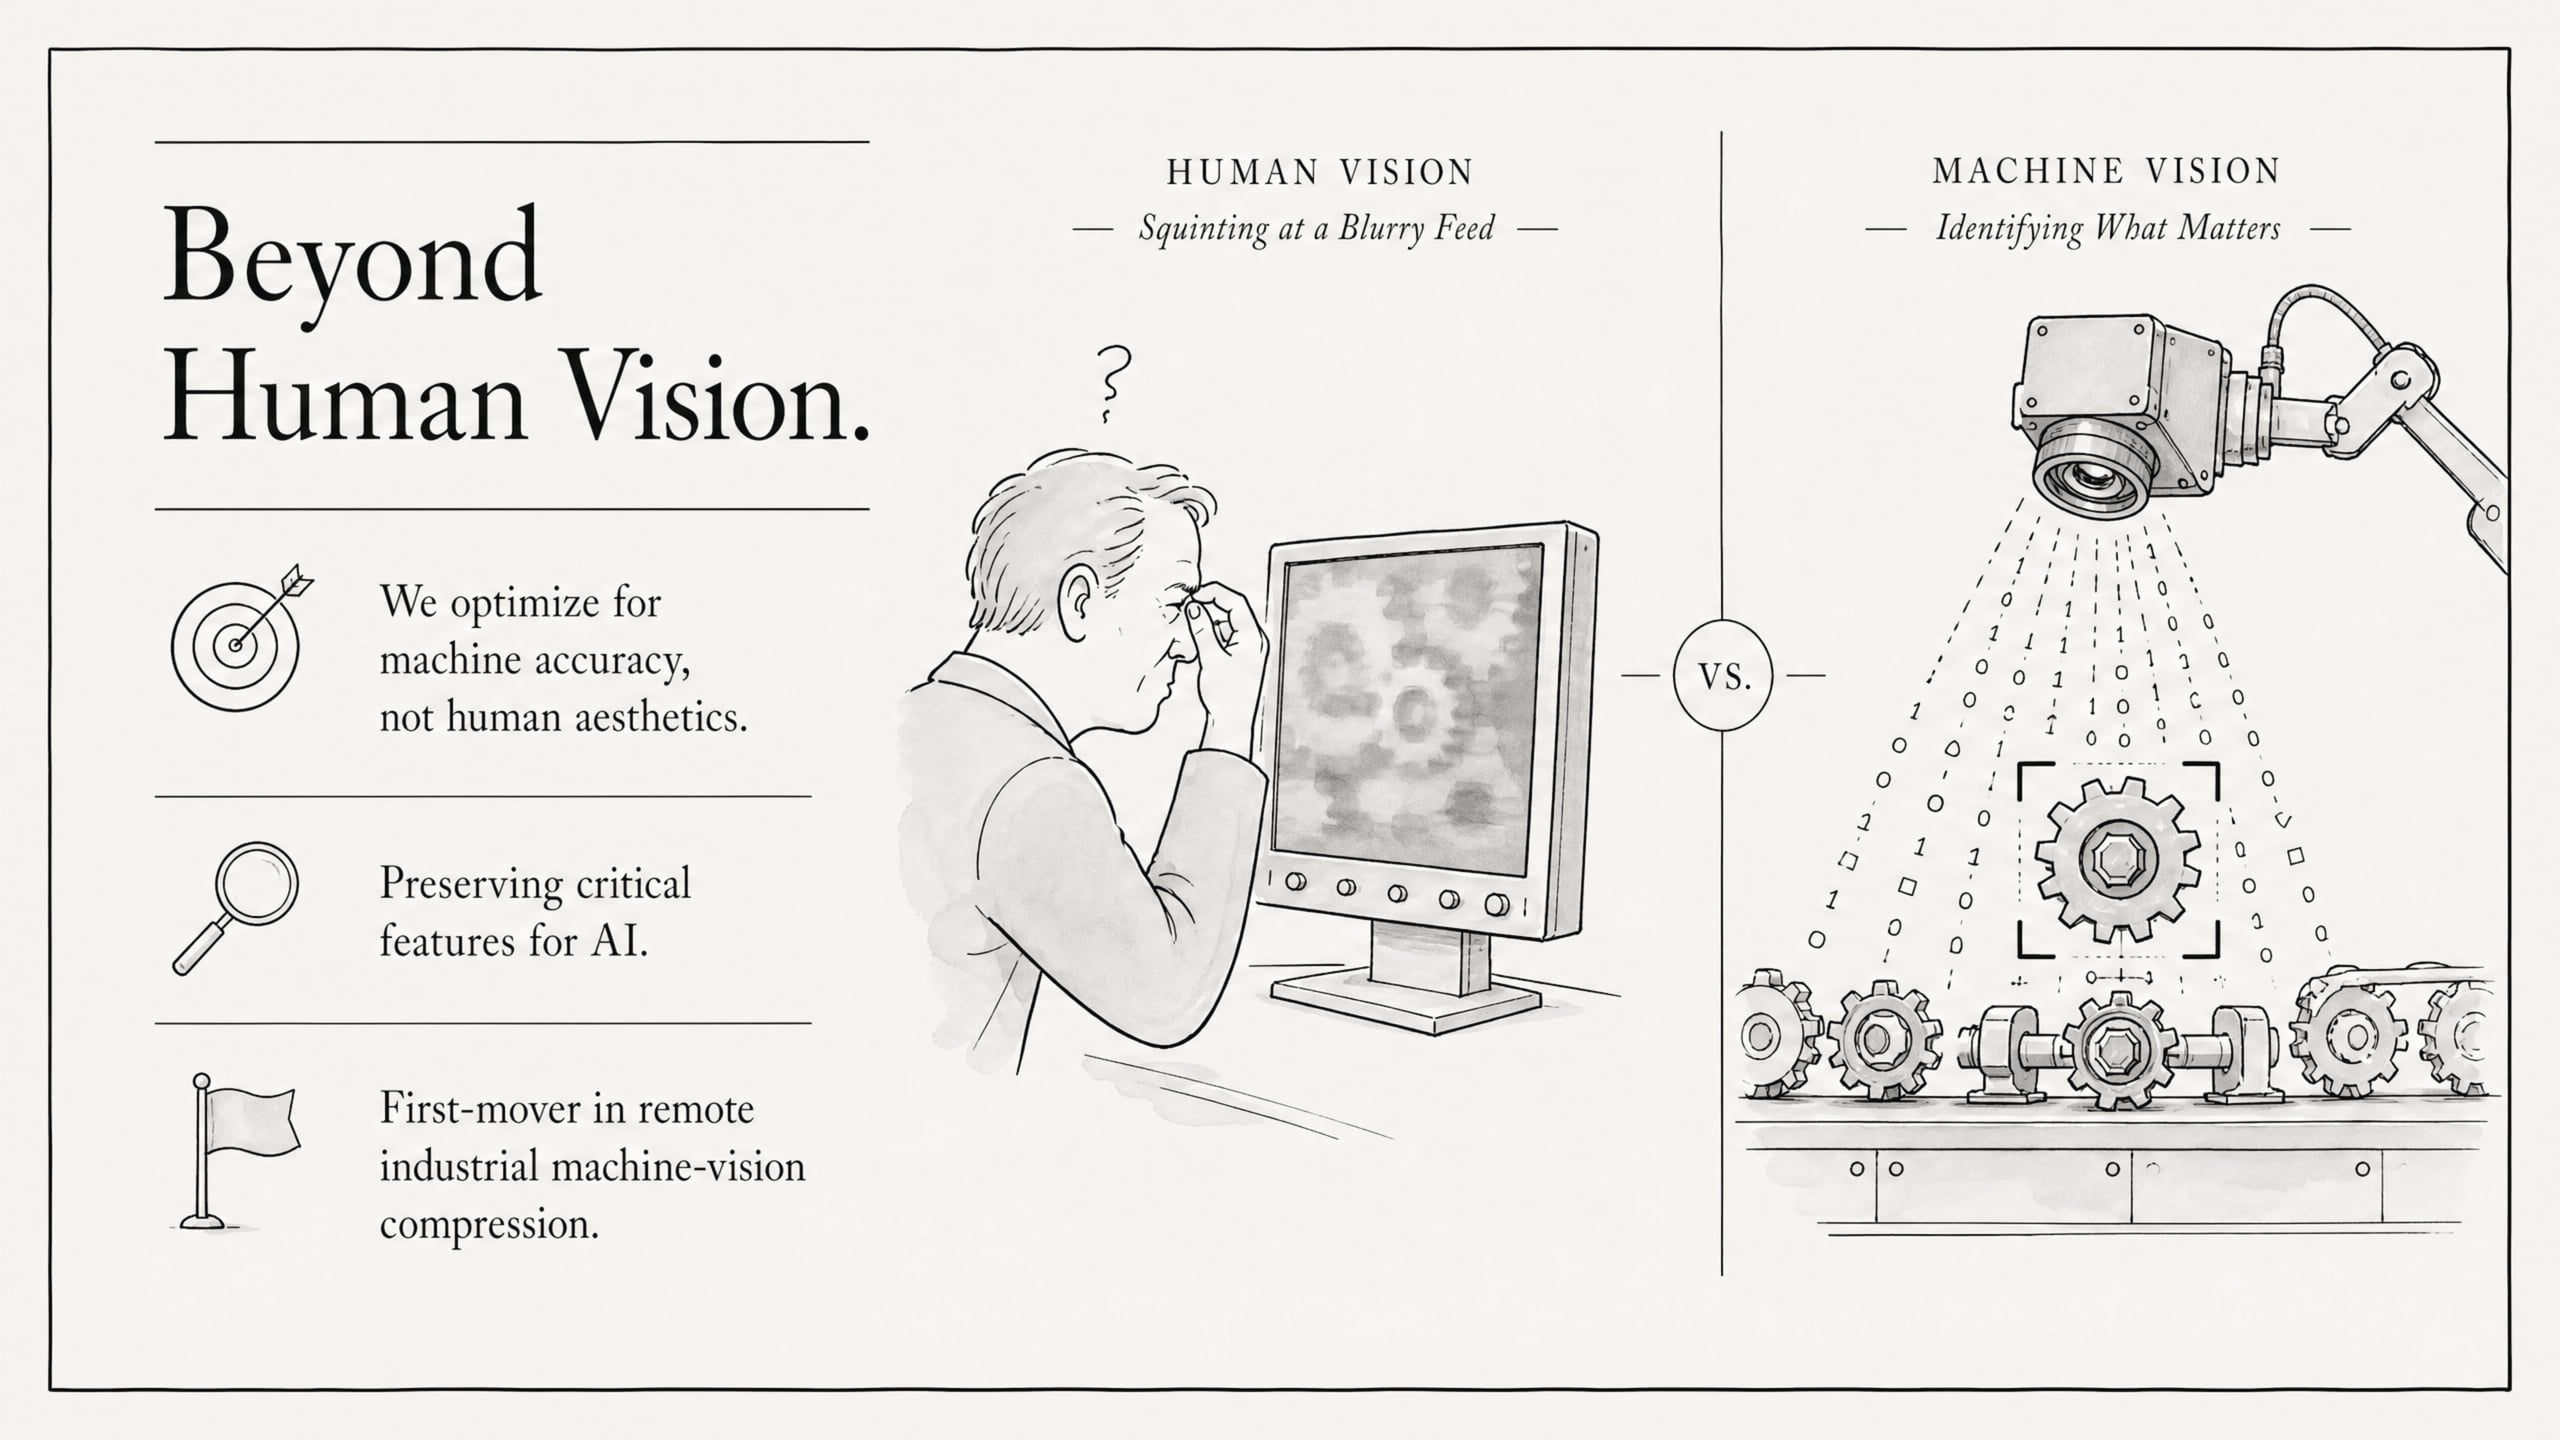 Beyond
Human Vision.
We optimize for
machine accuracy,
not human aesthetics.
Preserving critical
features for AI.
First-mover in remote
industrial machine-vision
compression.
HUMAN VISION
— Squinting at a Blurry Feed —
?
VS.
MACHINE VISION
— Identifying What Matters —